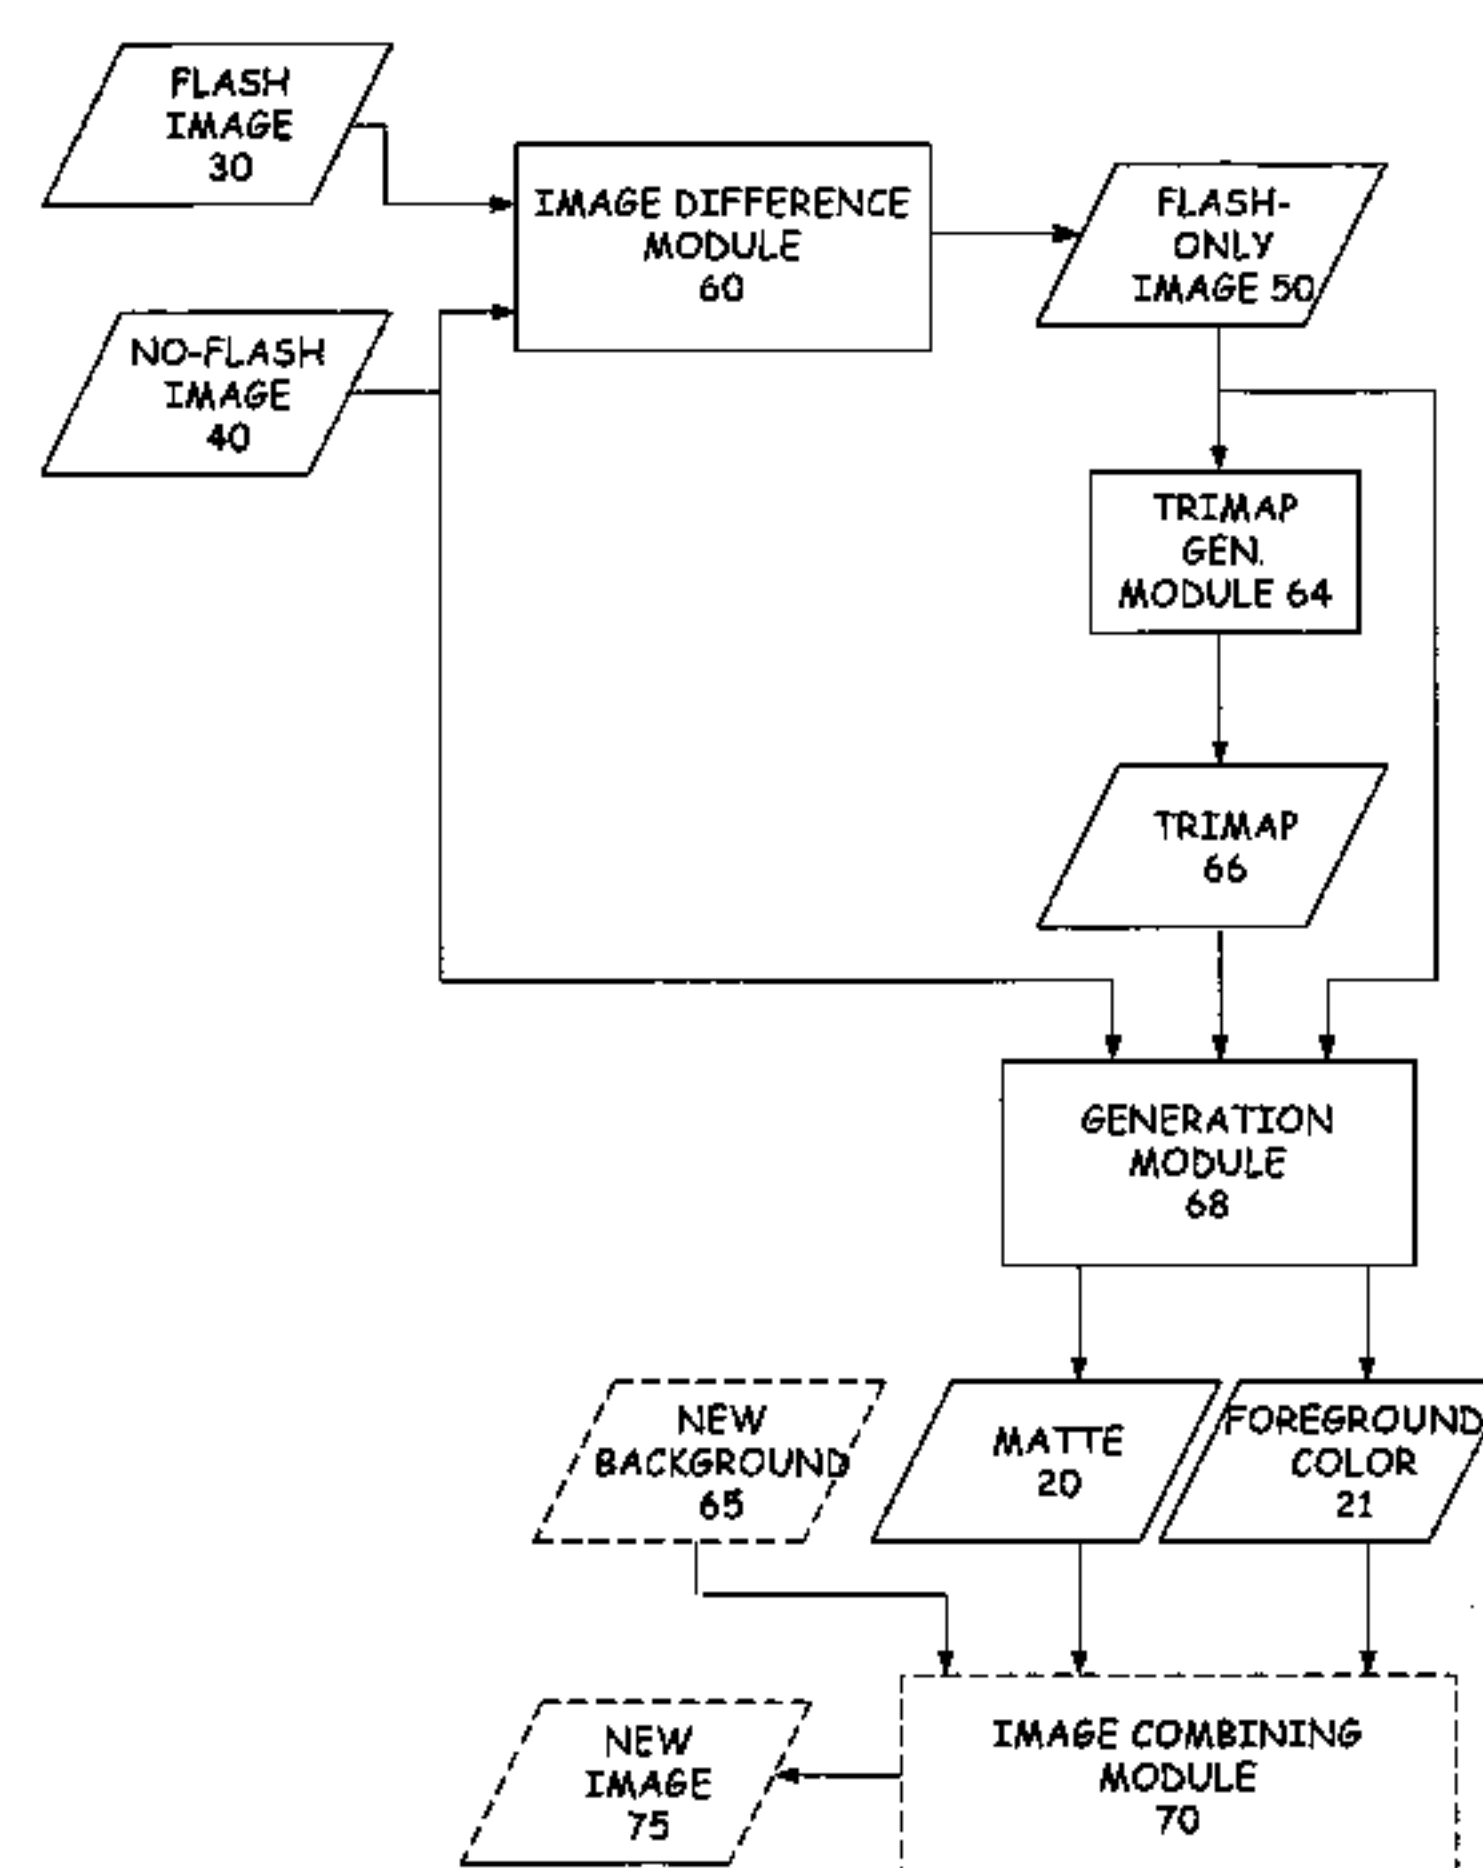 FLASH
IMAGE
30
IMAGE DIFFERENCE
MODULE
60
FLASH-
ONLY
IMAGE 50
NO-FLASH
IMAGE
40
TRIMAP
GEN.
MODULE 64
TRIMAP
66
GENERATION
MODULE
68
NEW
BACKGROUND
65
MATTE
20
FOREGROUND
COLOR
21
NEW
IMAGE
75
IMAGE COMBINING
MODULE
70